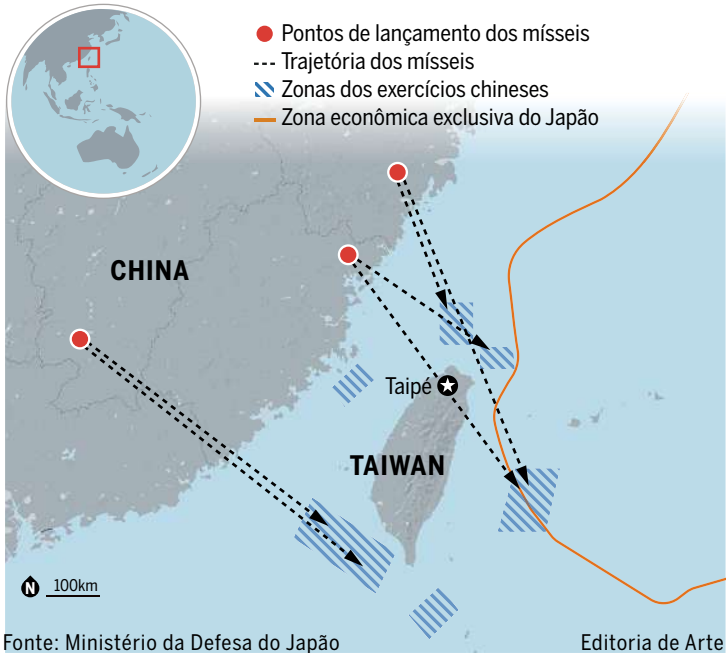 Pontos de lançamento dos mísseis
Trajetória dos mísseis
Zonas dos exercícios chineses
Zona econômica exclusiva do Japão
CHINA
Taipé
TAIWAN
N 100km
Fonte: Ministério da Defesa do Japão
Editoria de Arte